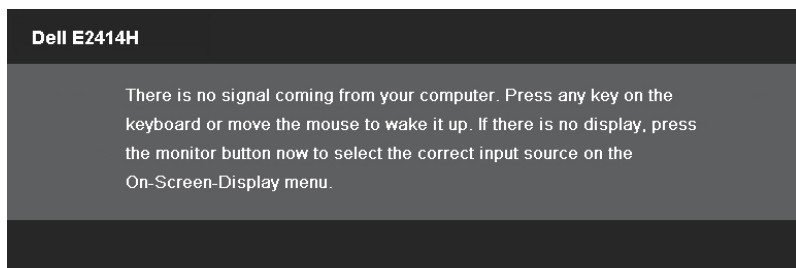 Dell E2414H
There is no signal coming from your computer. Press any key on the
keyboard or move the mouse to wake it up. If there is no display, press
the monitor button now to select the correct input source on the
On-Screen-Display menu.